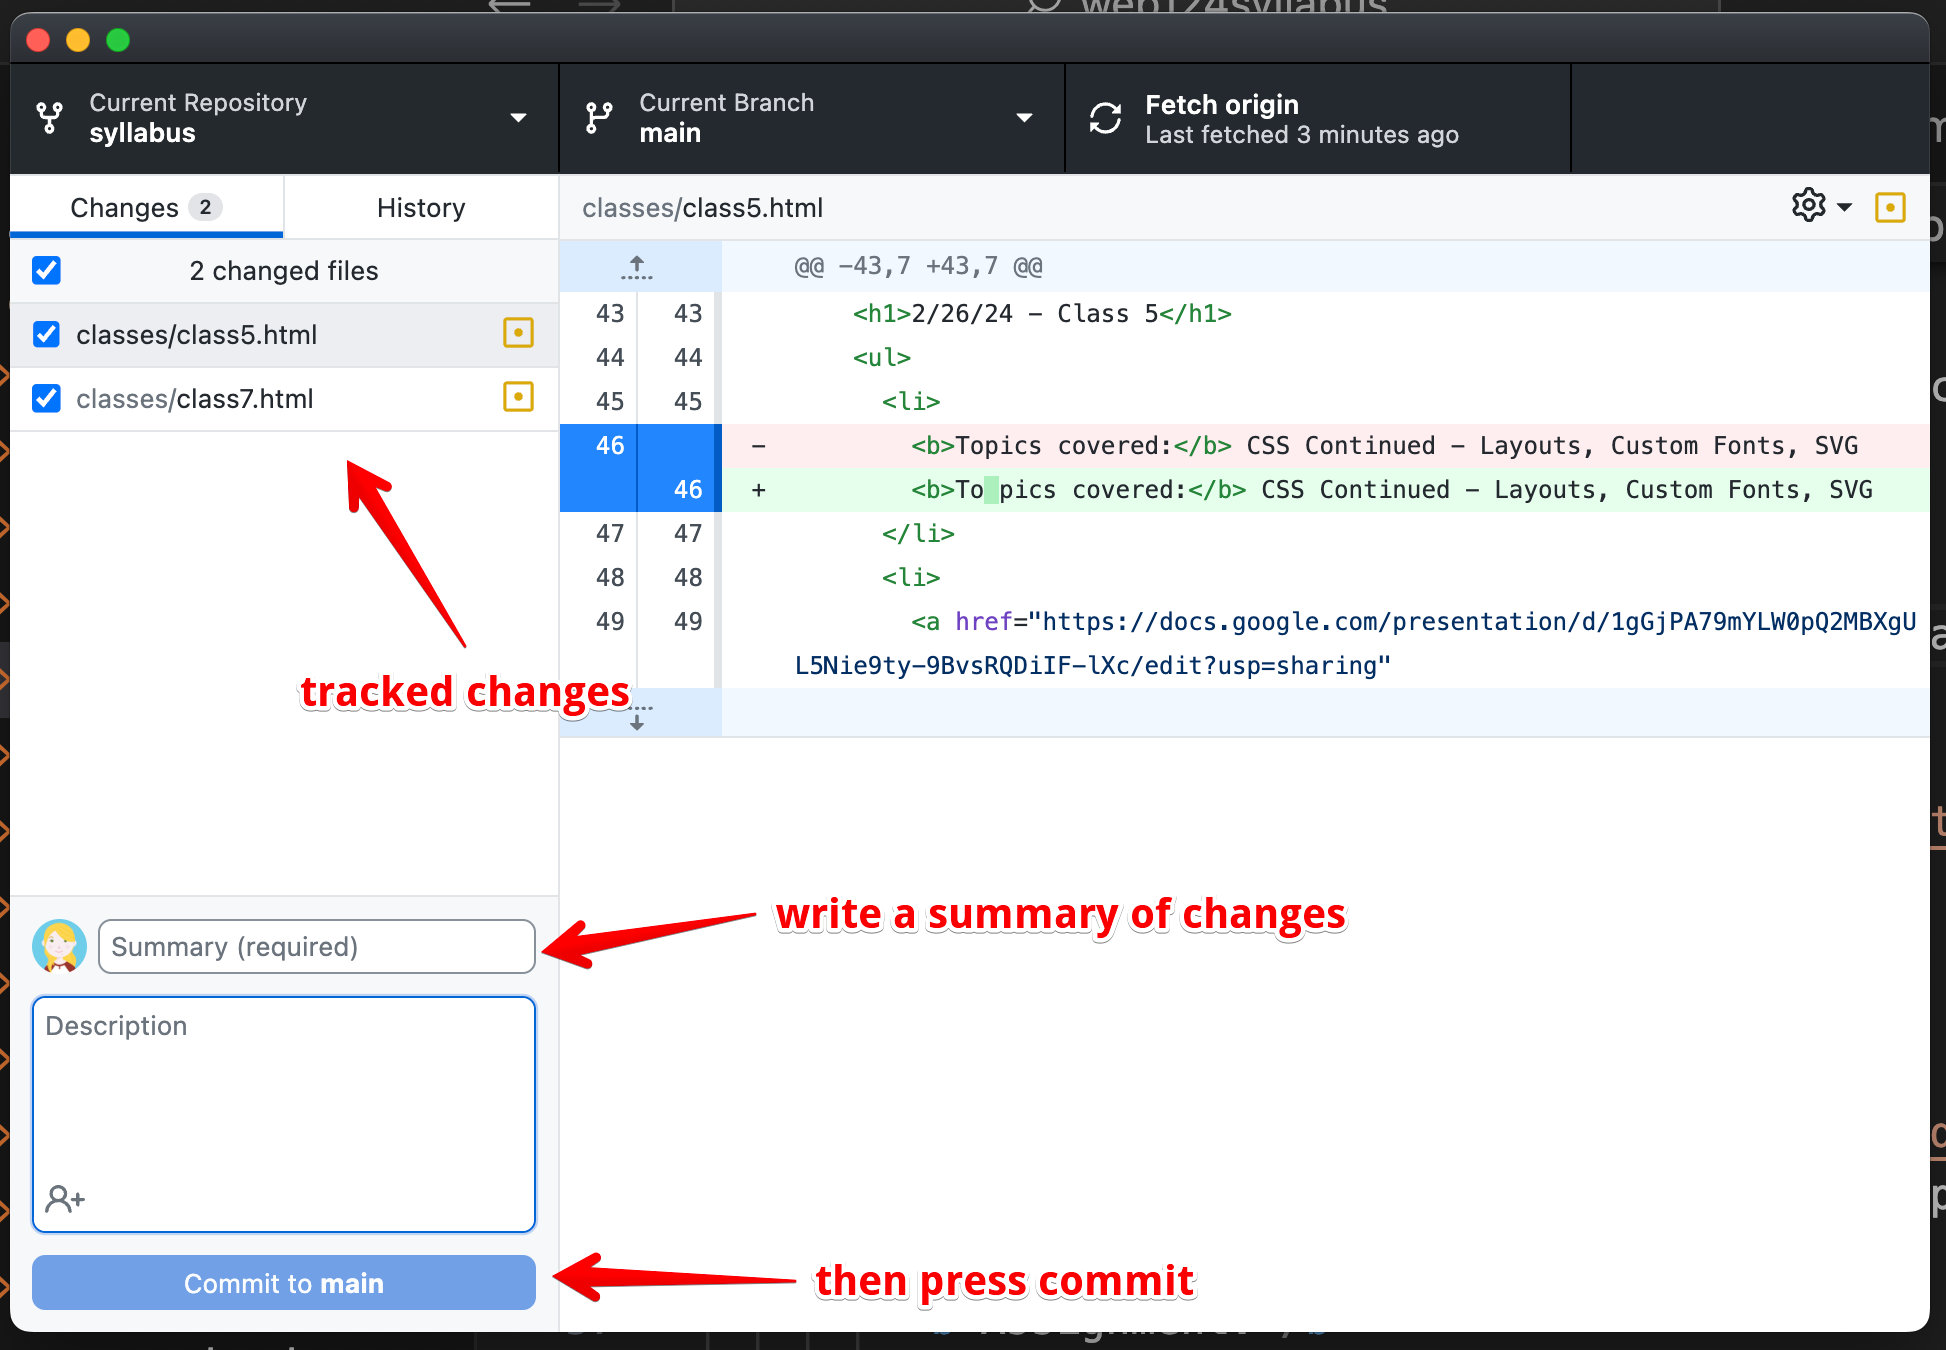 web124syllabus
Current Repository
syllabus
Current Branch
main
Fetch origin
Last fetched 3 minutes ago
Changes 2
History
classes/class5.html
2 changed files
classes/class5.html
classes/class7.html
@@ -43,7 +43,7 @@
43 43 <h1>2/26/24 - Class 5</h1>
44 44 <ul>
45 45 <li>
46 - <b>Topics covered:</b> CSS Continued - Layouts, Custom Fonts, SVG
46 + <b>To pics covered:</b> CSS Continued - Layouts, Custom Fonts, SVG
47 47 </li>
48 48 <li>
49 49 <a href="https://docs.google.com/presentation/d/1gGjPA79mYLW0pQ2MBXgU
L5Nie9ty-9BvsRQDiIF-lXc/edit?usp=sharing"
tracked changes
write a summary of changes
Summary (required)
Description
Commit to main
then press commit